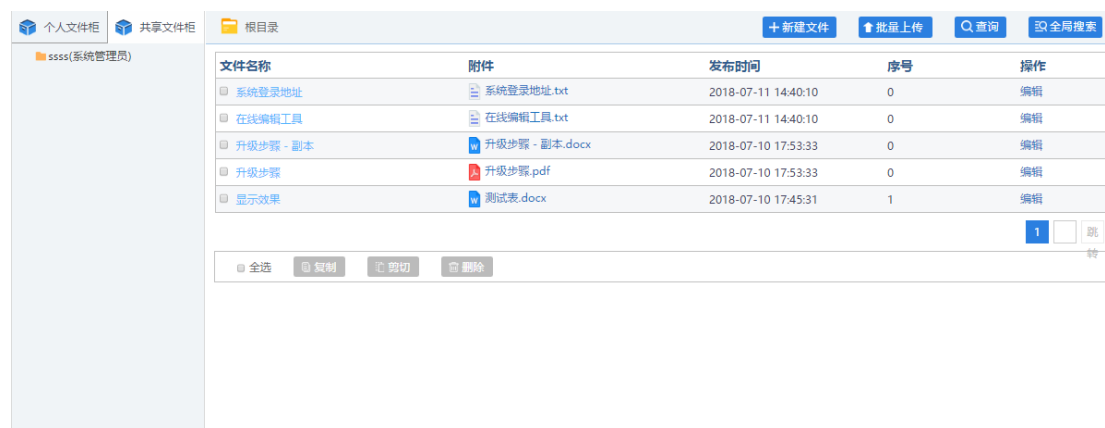 个人文件柜 共享文件柜 根目录 新建文件 批量上传 查询 全局搜索
ssss(系统管理员)
文件名称 附件 发布时间 序号 操作
系统登录地址 系统登录地址.txt 2018-07-11 14:40:10 0 编辑
在线编辑工具 在线编辑工具.txt 2018-07-11 14:40:10 0 编辑
升级步骤 - 副本 升级步骤 - 副本.docx 2018-07-10 17:53:33 0 编辑
升级步骤 升级步骤.pdf 2018-07-10 17:53:33 0 编辑
显示效果 测试表.docx 2018-07-10 17:45:31 1 编辑
1 跳
转
全选 复制 剪切 删除